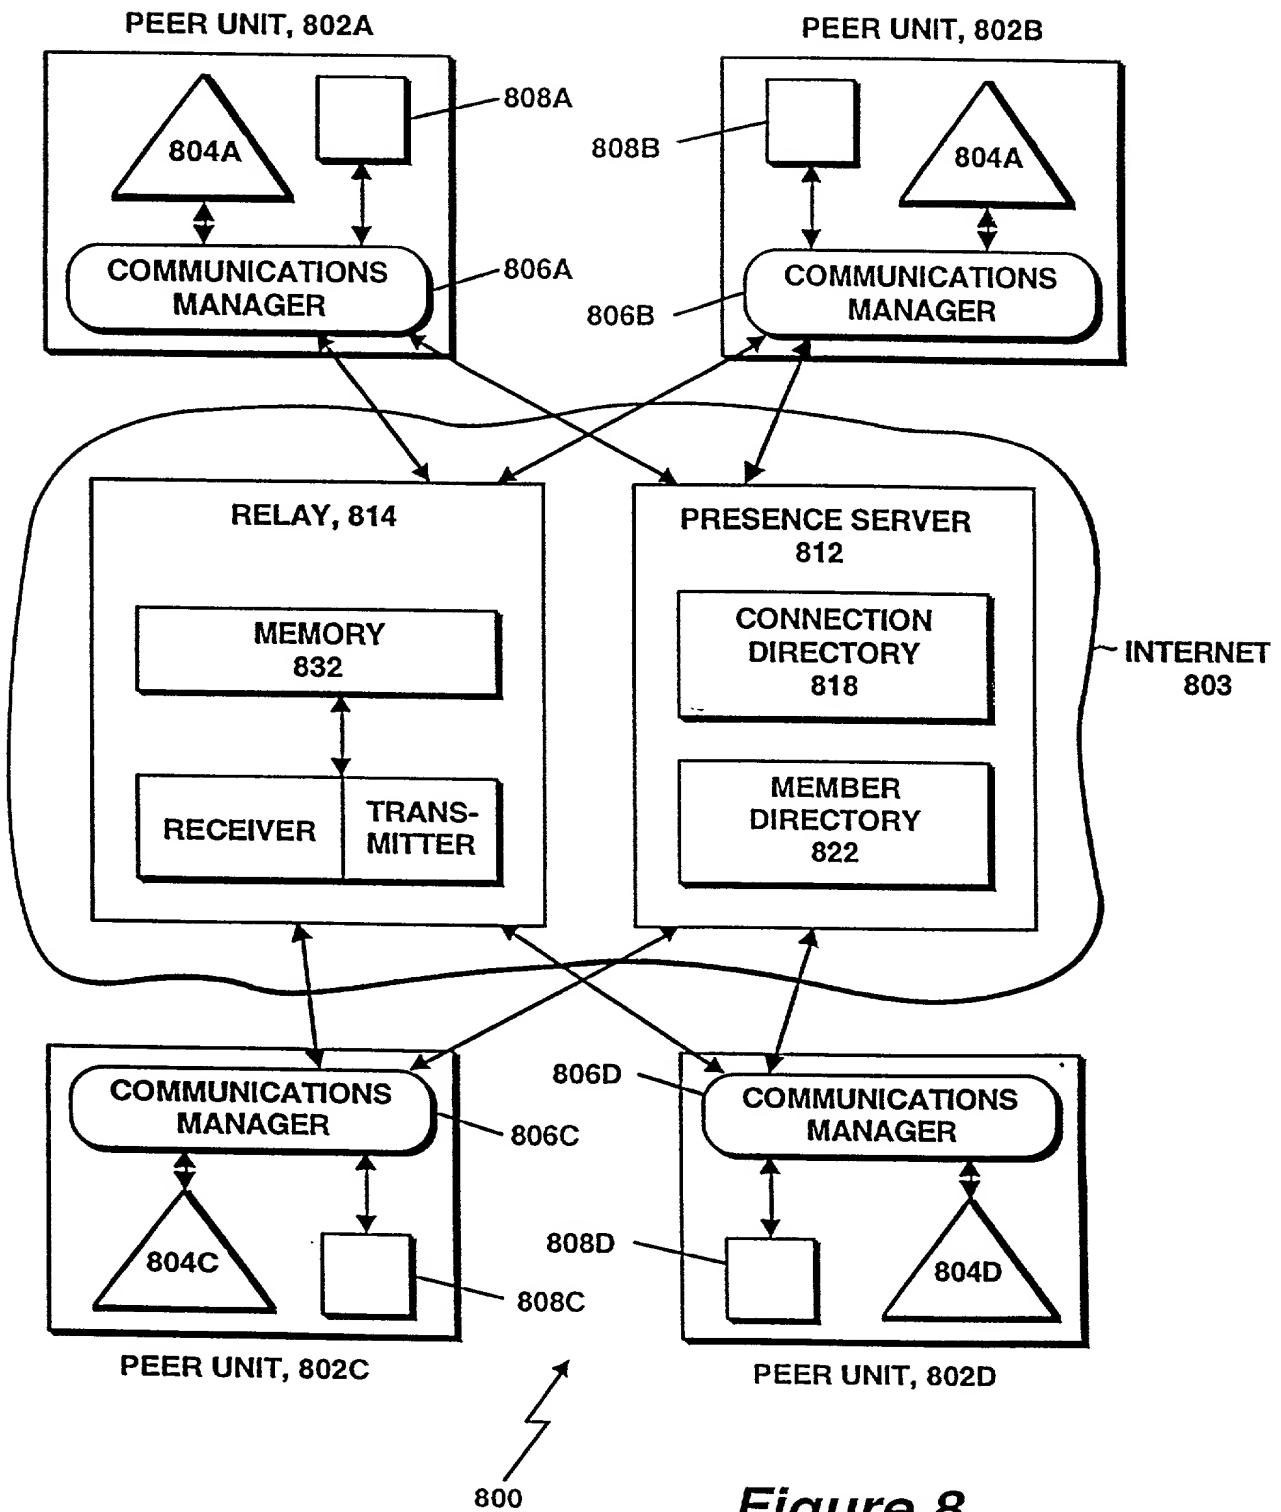 PEER UNIT, 802A
PEER UNIT, 802B
804A
808A
808B
804A
COMMUNICATIONS
MANAGER
806A
806B
COMMUNICATIONS
MANAGER
RELAY, 814
MEMORY
832
RECEIVER
TRANS-
MITTER
PRESENCE SERVER
812
CONNECTION
DIRECTORY
818
MEMBER
DIRECTORY
822
INTERNET
803
COMMUNICATIONS
MANAGER
806C
804C
808C
PEER UNIT, 802C
806D
COMMUNICATIONS
MANAGER
808D
804D
PEER UNIT, 802D
800
Figure 8